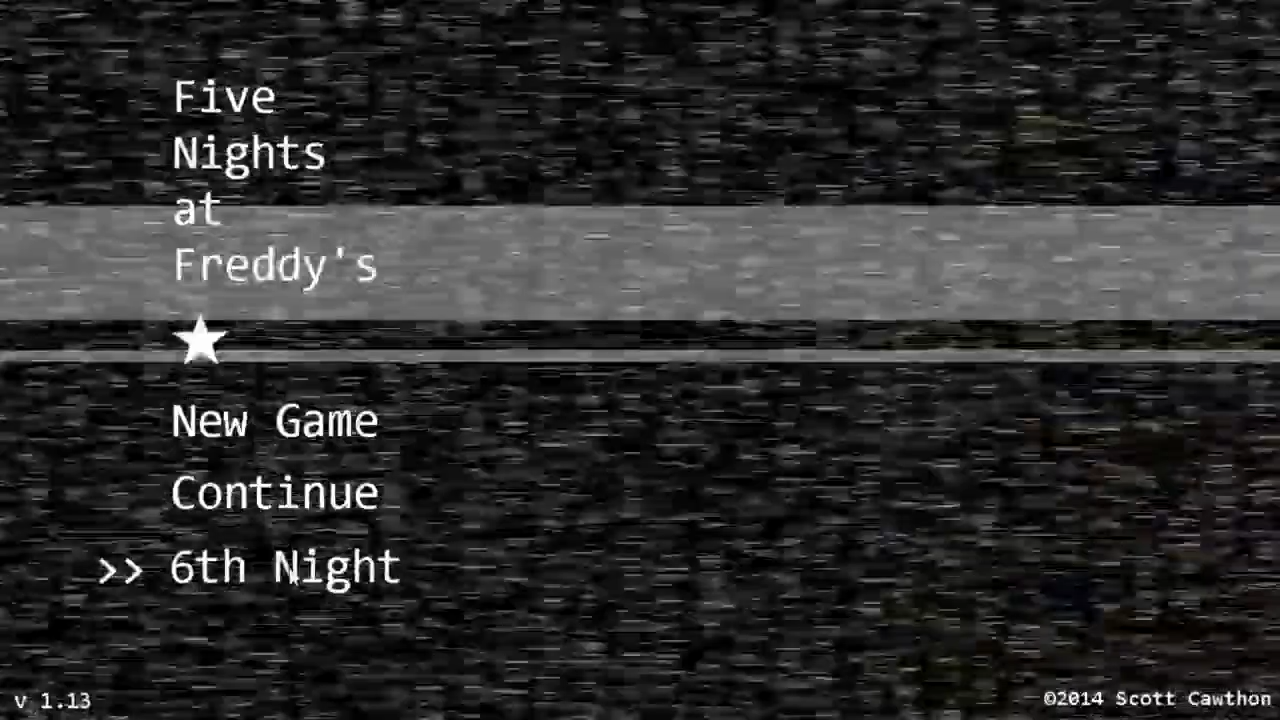 Five
Nights
at
Freddy's
New Game
Continue
>> 6th Night
v 1.13
©2014 Scott Cawthon